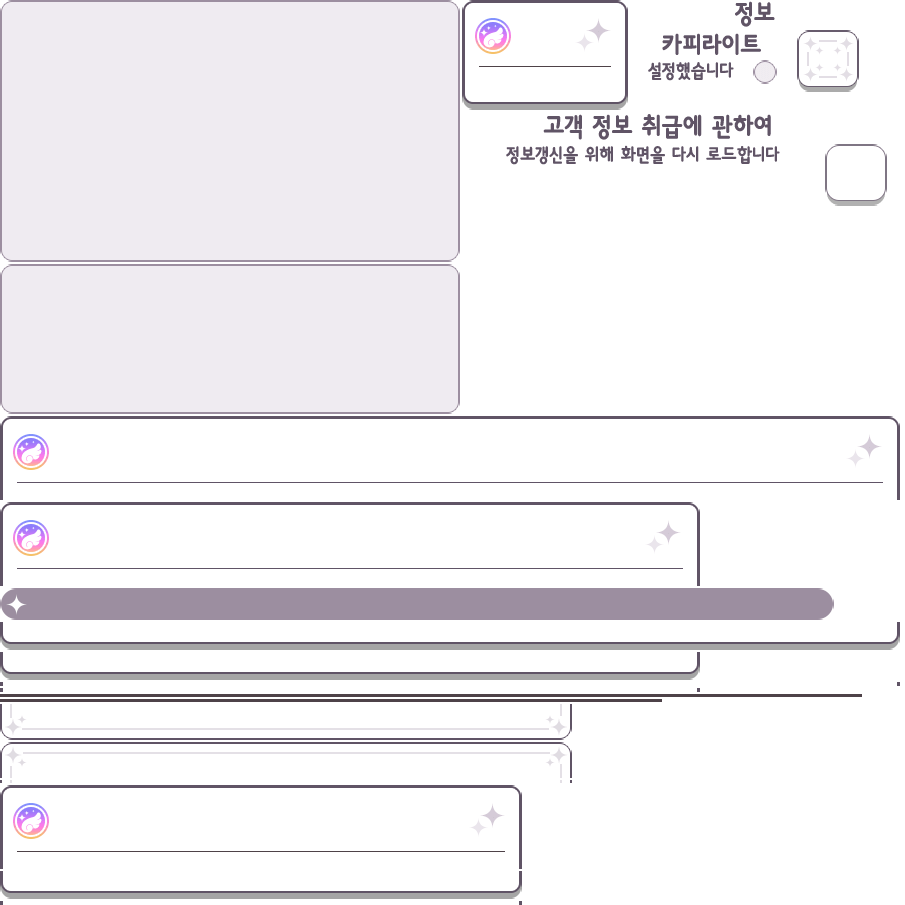 정보
카피라이트
설정했습니다
고객 정보 취급에 관하여
정보갱신을 위해 화면을 다시 로드합니다